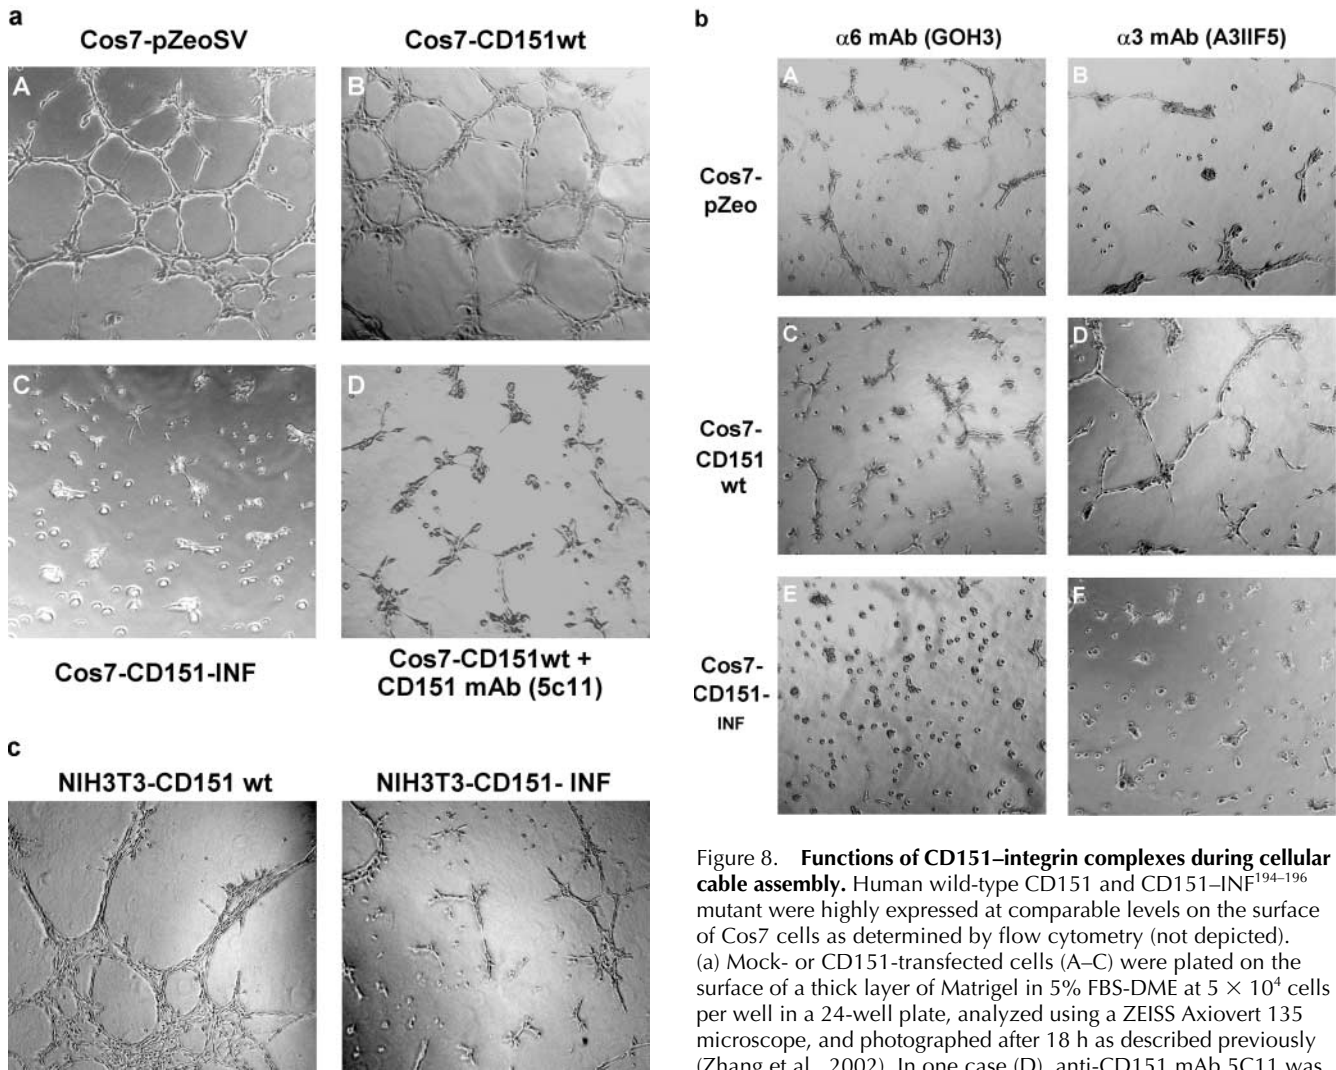 a
Cos7-pZeoSV
Cos7-CD151wt
A
B
C
D
Cos7-CD151-INF
Cos7-CD151wt +
CD151 mAb (5c11)
b
α6 mAb (GOH3)
α3 mAb (A3IIF5)
Cos7-
pZeo
A
B
Cos7-
CD151
wt
C
D
Cos7-
CD151-
INF
E
F
c
NIH3T3-CD151 wt
NIH3T3-CD151- INF
Figure 8. Functions of CD151–integrin complexes during cellular
cable assembly. Human wild-type CD151 and CD151–INF194–196
mutant were highly expressed at comparable levels on the surface
of Cos7 cells as determined by flow cytometry (not depicted).
(a) Mock- or CD151-transfected cells (A–C) were plated on the
surface of a thick layer of Matrigel in 5% FBS-DME at 5 × 10⁴ cells
per well in a 24-well plate, analyzed using a ZEISS Axiovert 135
microscope, and photographed after 18 h as described previously
(Zhang et al., 2002). In one case (D), anti-CD151 mAb 5C11 was